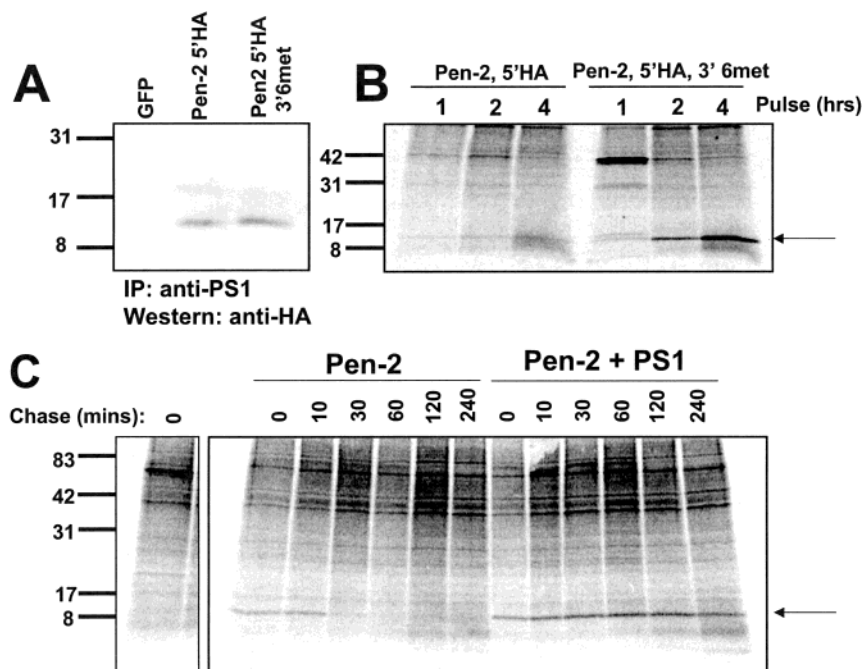 A
GFP
Pen-2 5'HA
Pen2 5'HA
3'6met
31
17
8
IP: anti-PS1
Western: anti-HA
B
Pen-2, 5'HA
Pen-2, 5'HA, 3' 6met
1 2 4 1 2 4 Pulse (hrs)
42
31
17
8
C
Pen-2
Pen-2 + PS1
Chase (mins): 0 0 10 30 60 120 240 0 10 30 60 120 240
83
42
31
17
8